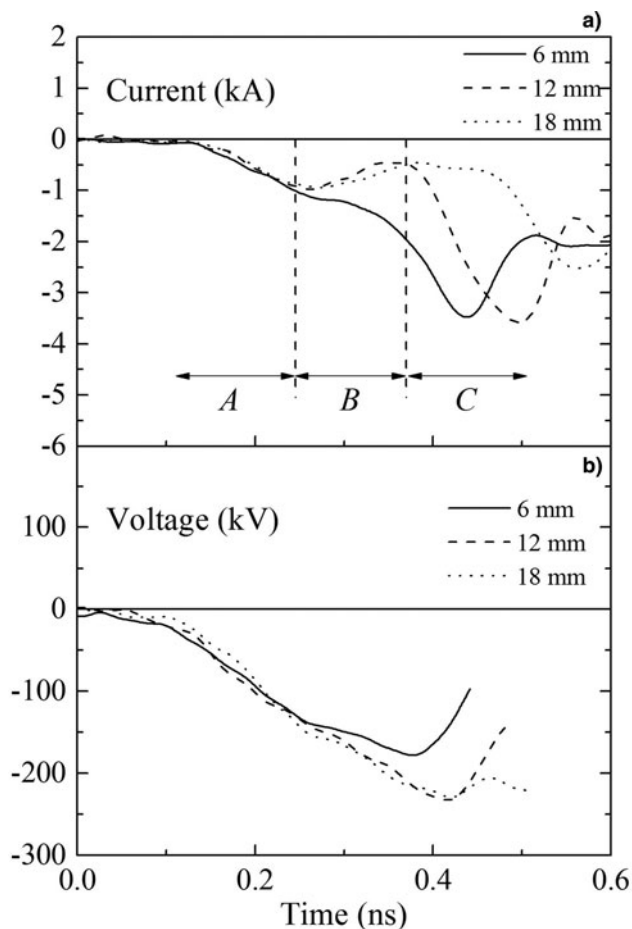 a)
2
6 mm
1
Current (kA)
12 mm
18 mm
0
-1
-2
-3
-4
A B C
-5
-6
b)
100
Voltage (kV)
6 mm
12 mm
18 mm
0
-100
-200
-300
0.0 0.2 0.4 0.6
Time (ns)